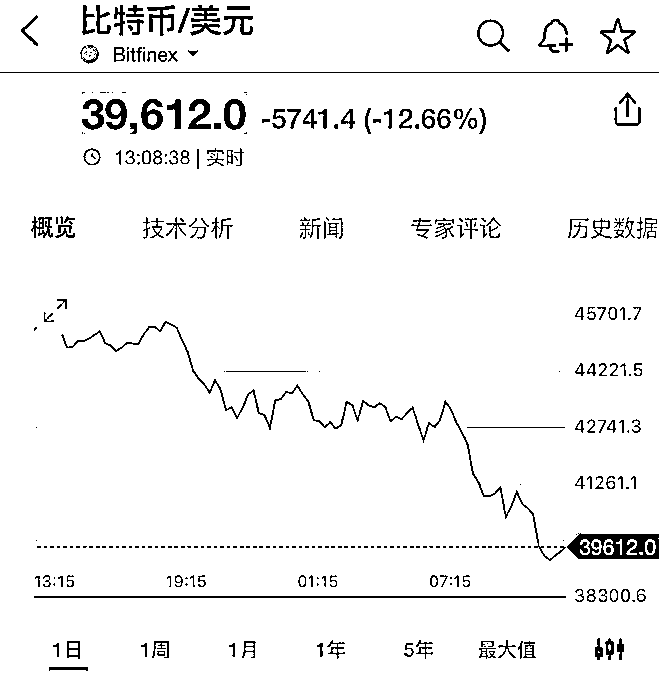 比特币/美元
Bitfinex
39,612.0 -5741.4 (-12.66%)
13:08:38 | 实时
概览 技术分析 新闻 专家评论 历史数据
45701.7
44221.5
42741.3
41261.1
39612.0
13:15 19:15 01:15 07:15
38300.6
1日 1周 1月 1年 5年 最大值